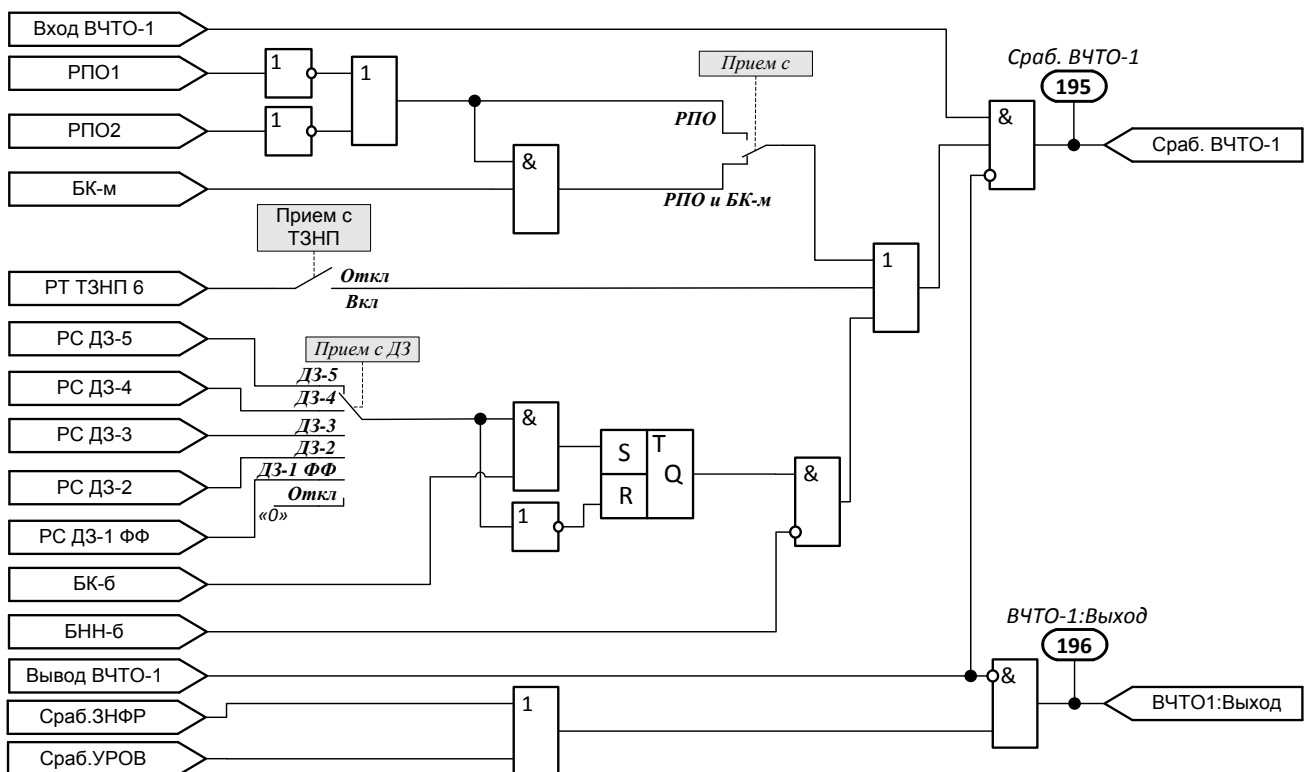 Вход ВЧТО-1
Сраб. ВЧТО-1
195
РПО1
1
1
Прием с
РПО2
1
РПО
&
Сраб. ВЧТО-1
&
БК-м
РПО и БК-м
Прием с
ТЗНП
1
РТ ТЗНП 6
Откл
Вкл
РС ДЗ-5
Прием с ДЗ
ДЗ-5
РС ДЗ-4
ДЗ-4
РС ДЗ-3
ДЗ-3
&
S
T
Q
R
ДЗ-2
&
РС ДЗ-2
ДЗ-1 ФФ
Откл
«0»
1
РС ДЗ-1 ФФ
БК-б
БНН-б
ВЧТО-1:Выход
196
Вывод ВЧТО-1
&
Сраб.ЗНФР
1
ВЧТО1:Выход
Сраб.УРОВ